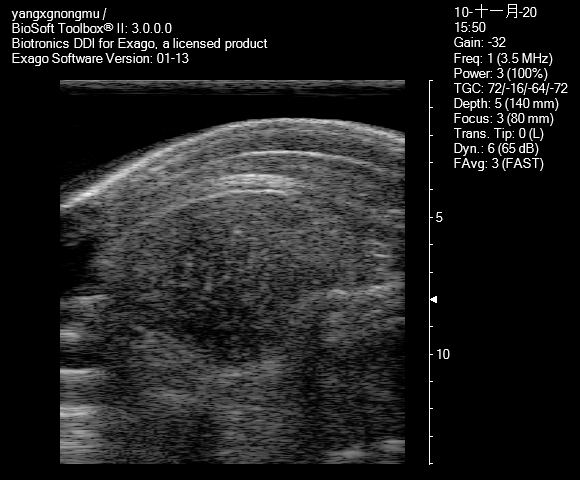 yangxgnongmu /
BioSoft Toolbox® II: 3.0.0.0
Biotronics DDI for Exago, a licensed product
Exago Software Version: 01-13
10-十一月-20
15:50
Gain: -32
Freq: 1 (3.5 MHz)
Power: 3 (100%)
TGC: 72/-16/-64/-72
Depth: 5 (140 mm)
Focus: 3 (80 mm)
Trans. Tip: 0 (L)
Dyn.: 6 (65 dB)
FAvg: 3 (FAST)
5
10